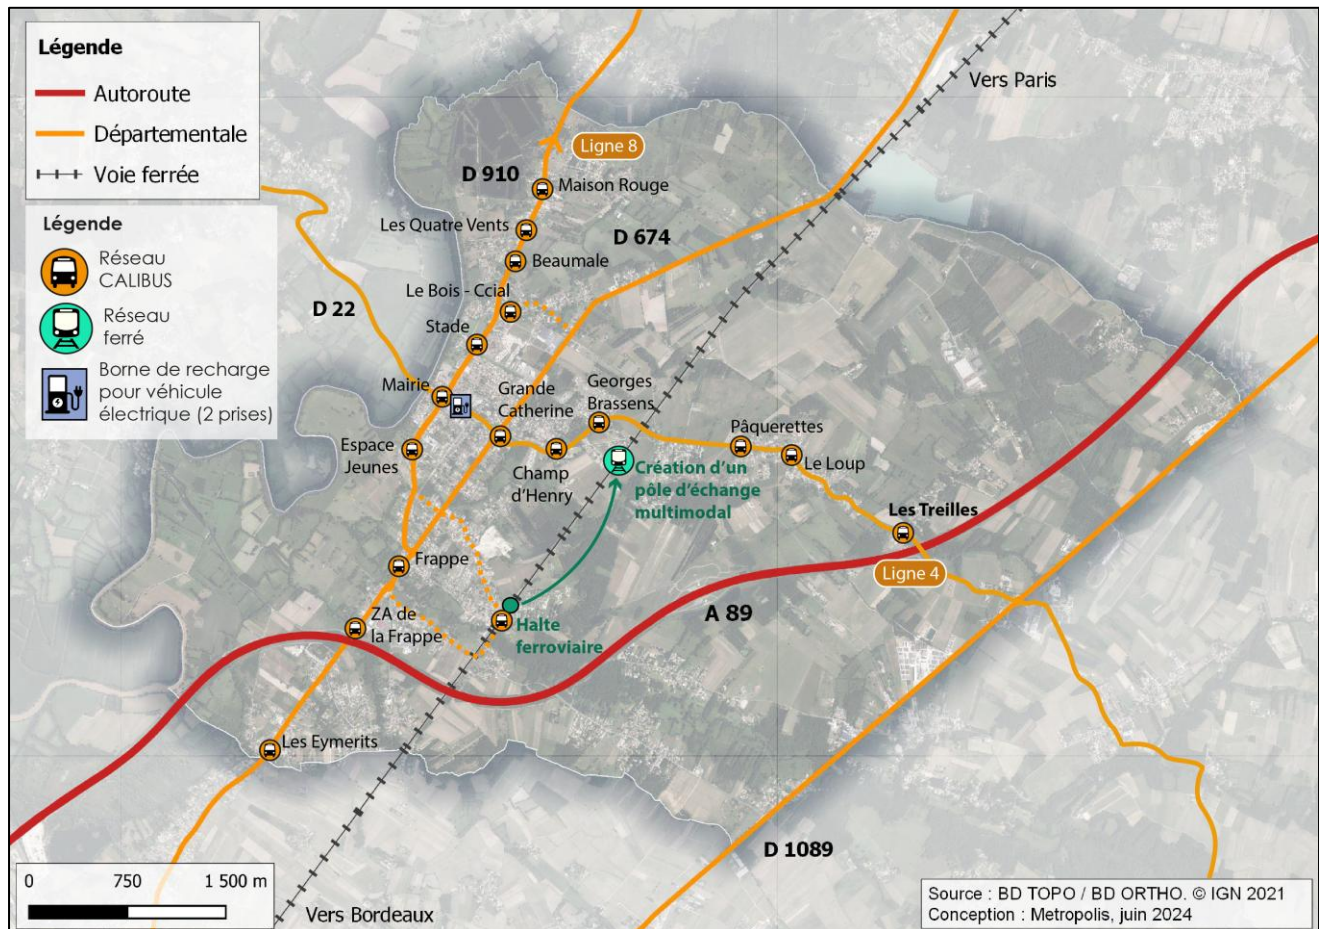 Légende
Autoroute
Départementale
Voie ferrée
Légende
Réseau
CALIBUS
Réseau
ferré
Borne de recharge
pour véhicule
électrique (2 prises)
Vers Paris
Ligne 8
D 910
Maison Rouge
Les Quatre Vents
D 674
Beaumale
Le Bois - Ccial
D 22
Stade
Mairie
Grande
Catherine
Georges
Brassens
Espace
Jeunes
Champ
d'Henry
Pâquerettes
Le Loup
Création d'un
pôle d'échange
multimodal
Les Treilles
Frappe
Ligne 4
ZA de
la Frappe
Halte
ferroviaire
A 89
Les Eymerits
D 1089
0 750 1 500 m
Vers Bordeaux
Source : BD TOPO / BD ORTHO. © IGN 2021
Conception : Metropolis, juin 2024